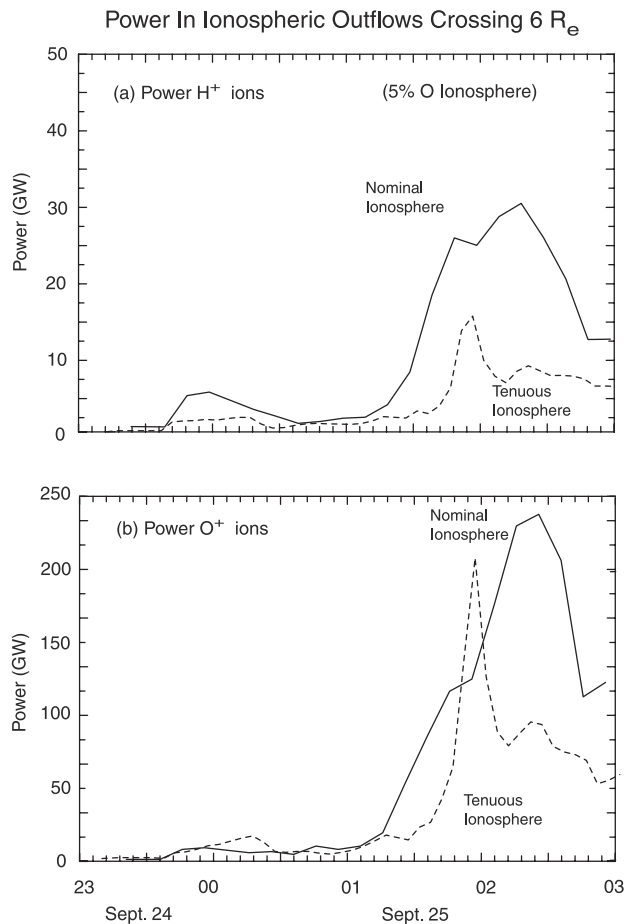 Power In Ionospheric Outflows Crossing 6 Rₑ
50
(a) Power H⁺ ions
(5% O Ionosphere)
40
Nominal
Ionosphere
30
Power (GW)
20
10
Tenuous
Ionosphere
0
250
(b) Power O⁺ ions
Nominal
Ionosphere
200
150
Power (GW)
100
50
Tenuous
Ionosphere
0
23 00 01 02 03
Sept. 24 Sept. 25